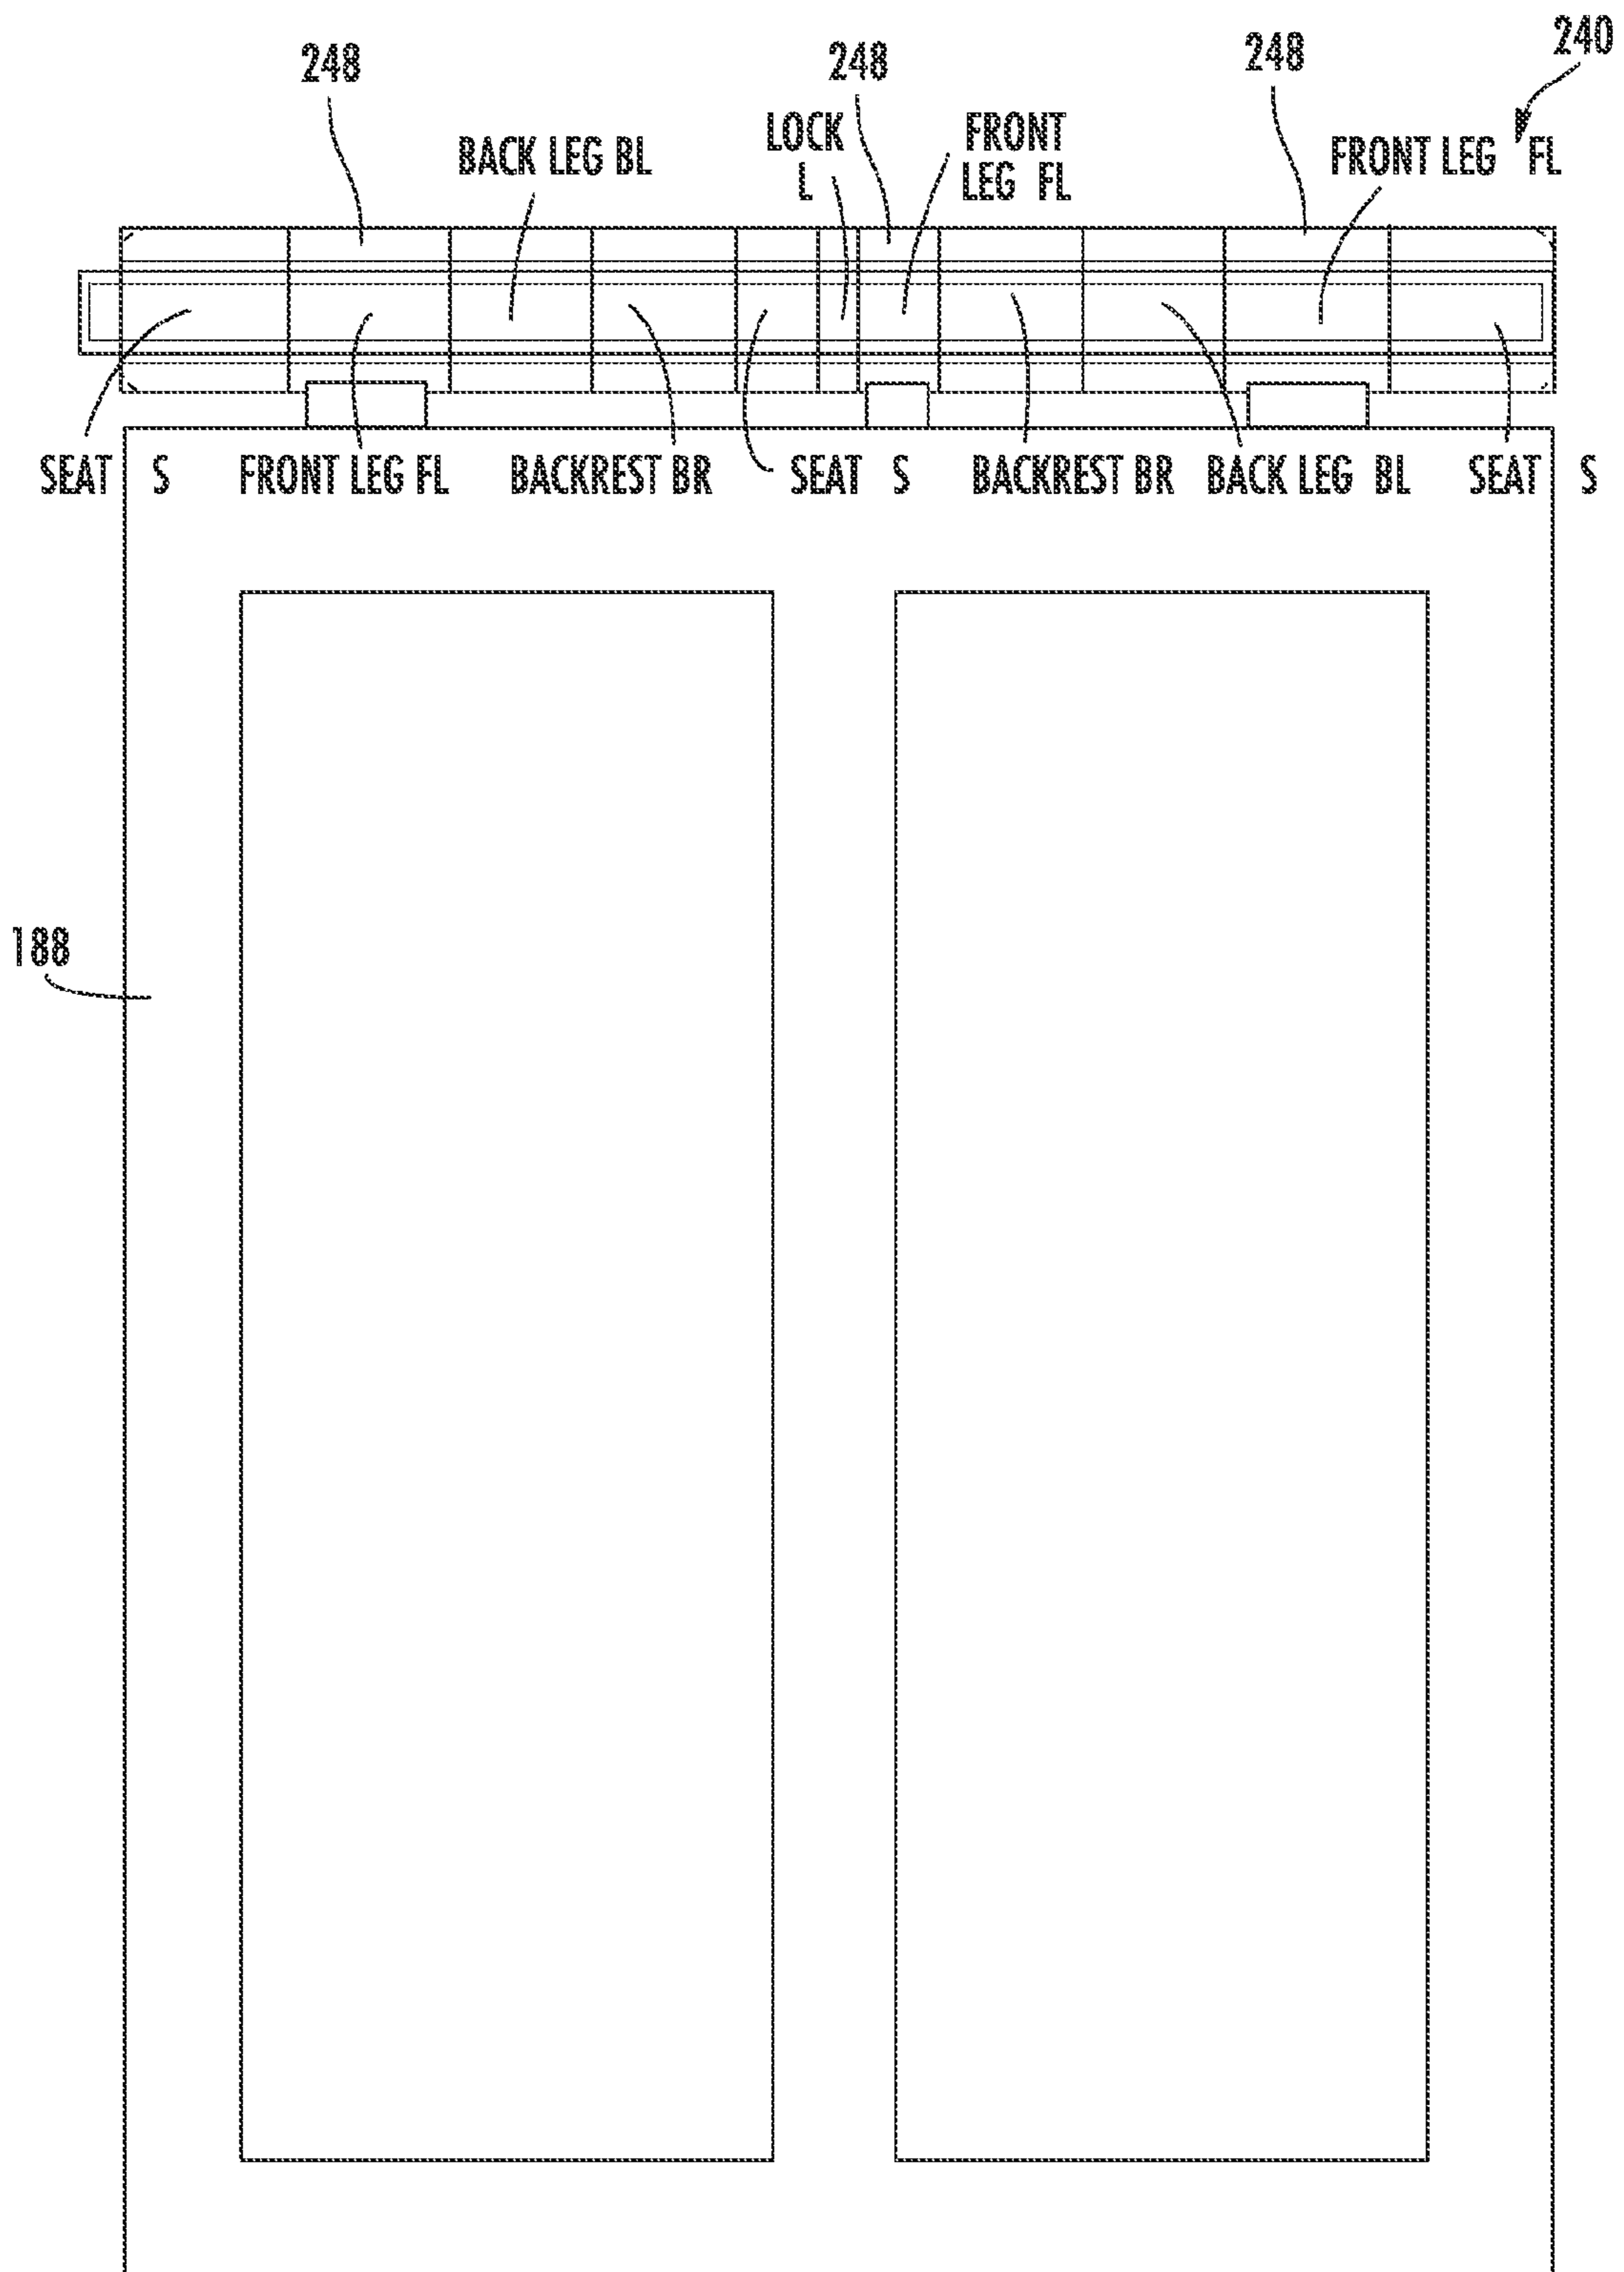 240
248 248 248
BACK LEG BL
LOCK
L
FRONT
LEG FL
FRONT LEG FL
SEAT S FRONT LEG FL BACKREST BR SEAT S BACKREST BR BACK LEG BL SEAT S
188